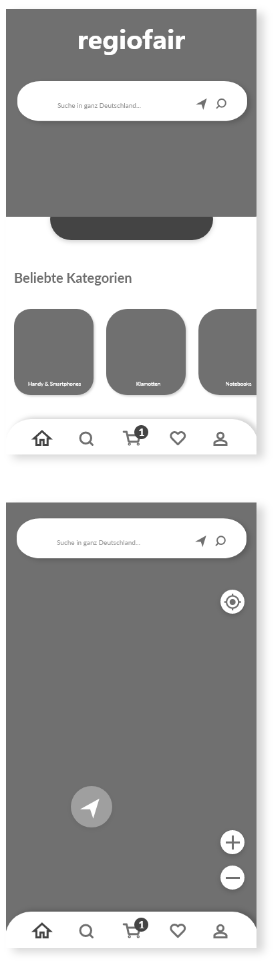 regiofair
Suche in ganz Deutschland...
Beliebte Kategorien
Handy & Smartphones
Klamotten
Notebooks
1
Suche in ganz Deutschland...
1